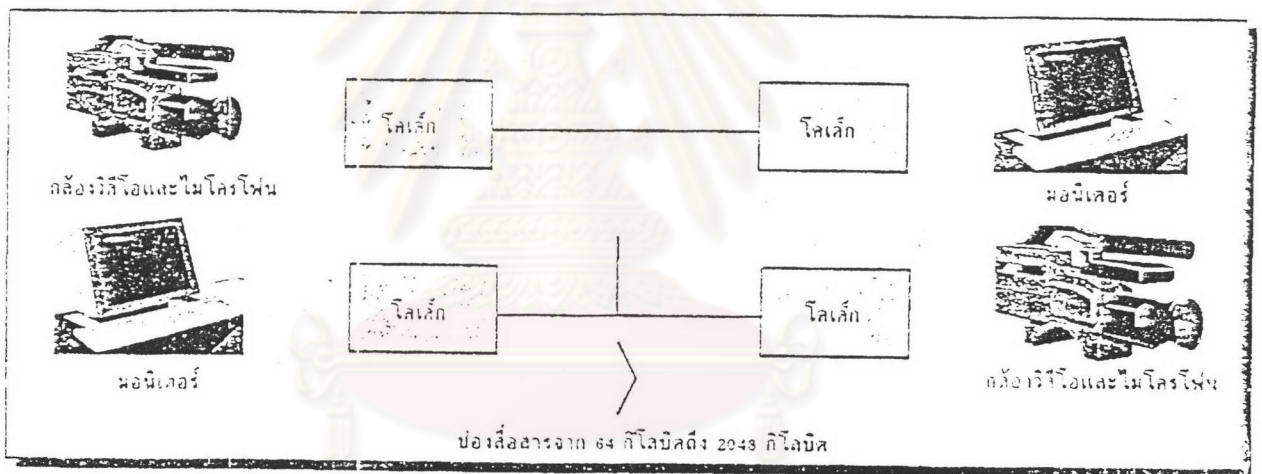 โคเล็ก
โคเล็ก
กล้องวิดีโอและไมโครโฟน
มอนิเตอร์
โคเล็ก
โคเล็ก
มอนิเตอร์
กล้องวิดีโอและไมโครโฟน
ช่องสื่อสารจาก 64 กิโลบิตถึง 2048 กิโลบิต